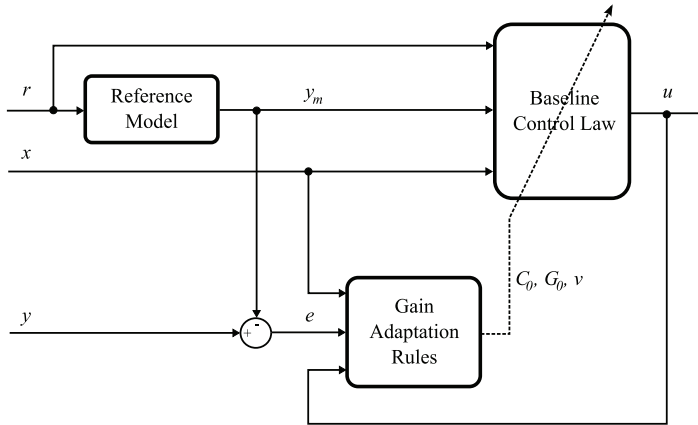 r
Reference
Model
y_m
Baseline
Control Law
u
x
C_0, G_0, v
y
+
-
e
Gain
Adaptation
Rules